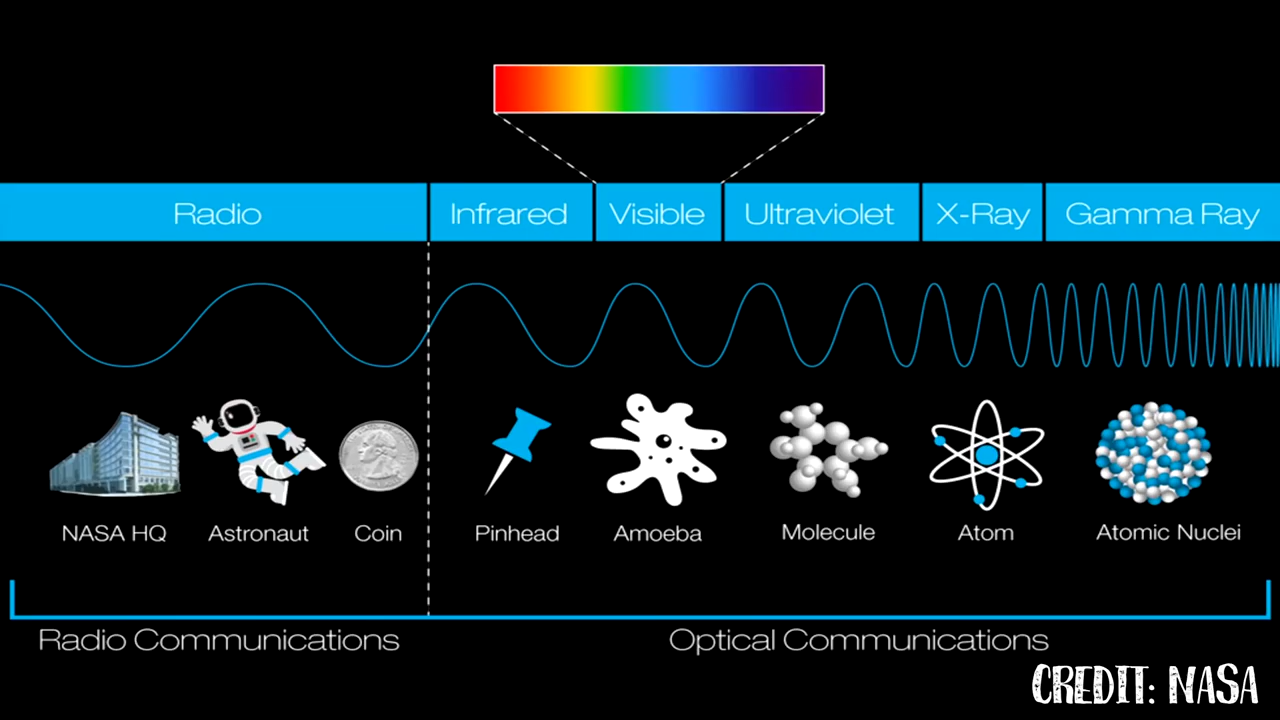 Radio
Infrared
Visible
Ultraviolet
X-Ray
Gamma Ray
NASA HQ
Astronaut
Coin
Pinhead
Amoeba
Molecule
Atom
Atomic Nuclei
Radio Communications
Optical Communications
CREDIT: NASA